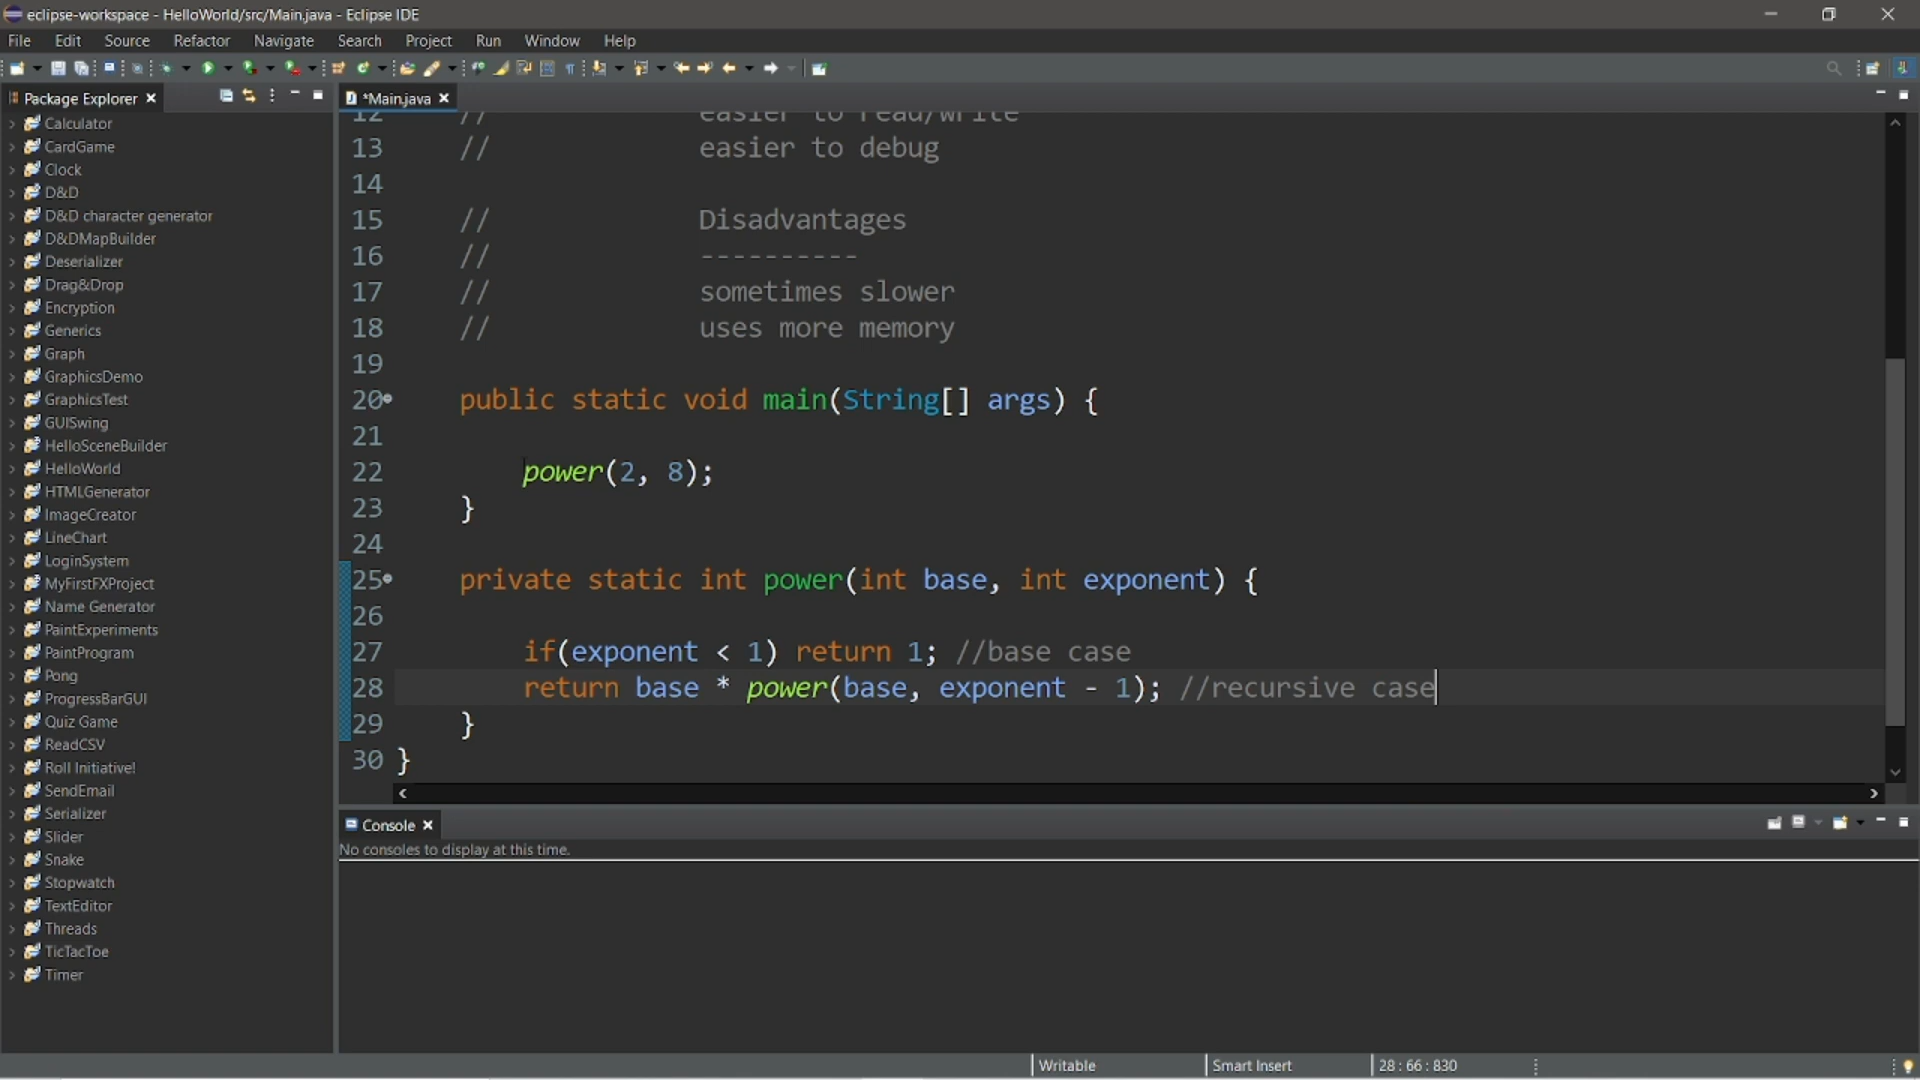 eclipse-workspace - HelloWorld/src/Main.java - Eclipse IDE
File Edit Source Refactor Navigate Search Project Run Window Help
Package Explorer
*Main.java
Calculator
CardGame
Clock
D&D
D&D character generator
D&DMapBuilder
Deserializer
Drag&Drop
Encryption
Generics
Graph
GraphicsDemo
GraphicsTest
GUISwing
HelloSceneBuilder
HelloWorld
HTMLGenerator
ImageCreator
LineChart
LoginSystem
MyFirstFXProject
Name Generator
PaintExperiments
PaintProgram
Pong
ProgressBarGUI
Quiz Game
ReadCSV
Roll Initiative!
SendEmail
Serializer
Slider
Snake
Stopwatch
TextEditor
Threads
TicTacToe
Timer
12 // easier to read/write
13 // easier to debug
14
15 // Disadvantages
16 // ----------
17 // sometimes slower
18 // uses more memory
19
20 public static void main(String[] args) {
21
22 power(2, 8);
23 }
24
25 private static int power(int base, int exponent) {
26
27 if(exponent < 1) return 1; //base case
28 return base * power(base, exponent - 1); //recursive case
29 }
30 }
Console
No consoles to display at this time.
Writable Smart Insert 28 : 66 : 830